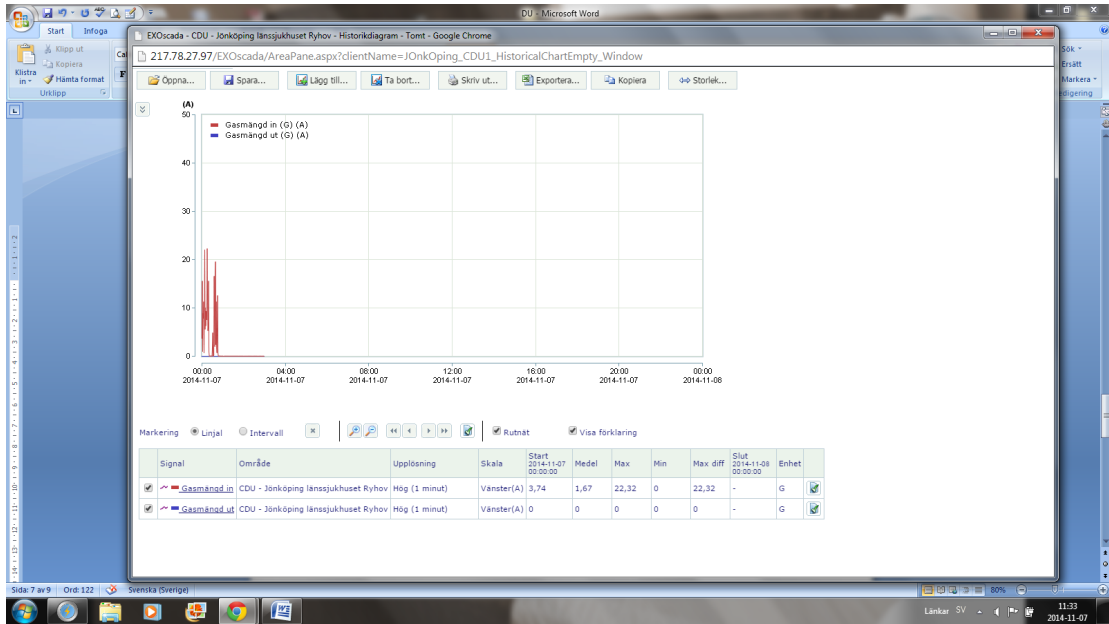 DU - Microsoft Word
Start Infoga
Klipp ut
Kopiera
Hämta format
Klistra in
Urklipp
Ca
F
Sök
Ersätt
Markera
digering
EXOscada - CDU - Jönköping länssjukhuset Ryhov - Historikdiagram - Tomt - Google Chrome
217.78.27.97/EXOscada/AreaPane.aspx?clientName=JOnkOping_CDU1_HistoricalChartEmpty_Window
Öppna... Spara... Lägg till... Ta bort... Skriv ut... Exportera... Kopiera Storlek...
(A)
50
Gasmängd in (G) (A)
Gasmängd ut (G) (A)
40
30
20
10
0
00:00 04:00 08:00 12:00 16:00 20:00 00:00
2014-11-07 2014-11-07 2014-11-07 2014-11-07 2014-11-07 2014-11-07 2014-11-08
Markering Linjal Intervall Rutnät Visa förklaring
Signal Område Upplösning Skala Start 2014-11-07 00:00:00 Medel Max Min Max diff Slut 2014-11-08 00:00:00 Enhet
Gasmängd in CDU - Jönköping länssjukhuset Ryhov Hög (1 minut) Vänster(A) 3,74 1,67 22,32 0 22,32 - G
Gasmängd ut CDU - Jönköping länssjukhuset Ryhov Hög (1 minut) Vänster(A) 0 0 0 0 0 - G
Sida: 7 av 9 Ord: 122 Svenska (Sverige) 80%
Länkar SV 11:33
2014-11-07